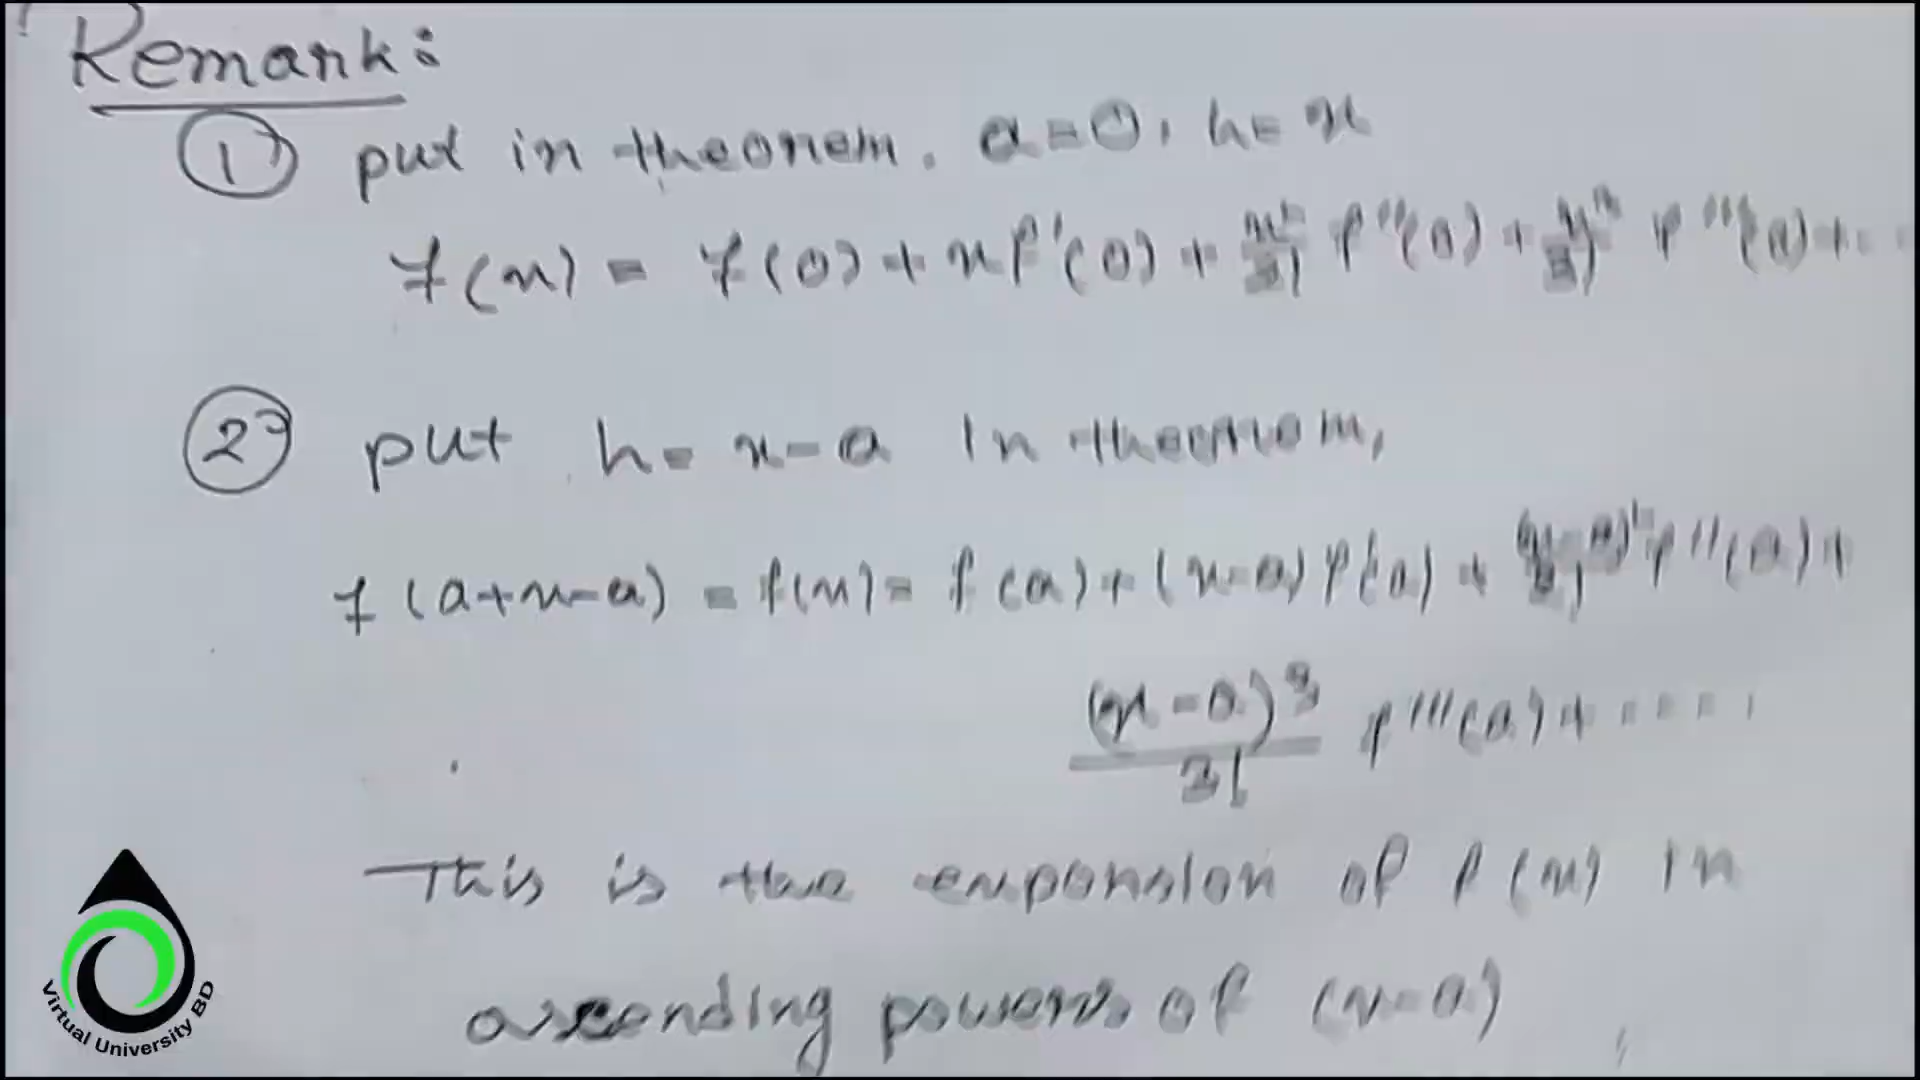 Remark:
① put in theorem, a=0, h=x
f(x) = f(0) + x f'(0) + x²/2! f''(0) + x³/3! f'''(0) + ...
② put h = x-a in theorem,
f(a+x-a) = f(x) = f(a) + (x-a) f'(a) + (x-a)²/2! f''(a) +
(x-a)³/3! f'''(a) + .....
This is the expansion of f(x) in
ascending powers of (x-a)
Virtual University BD